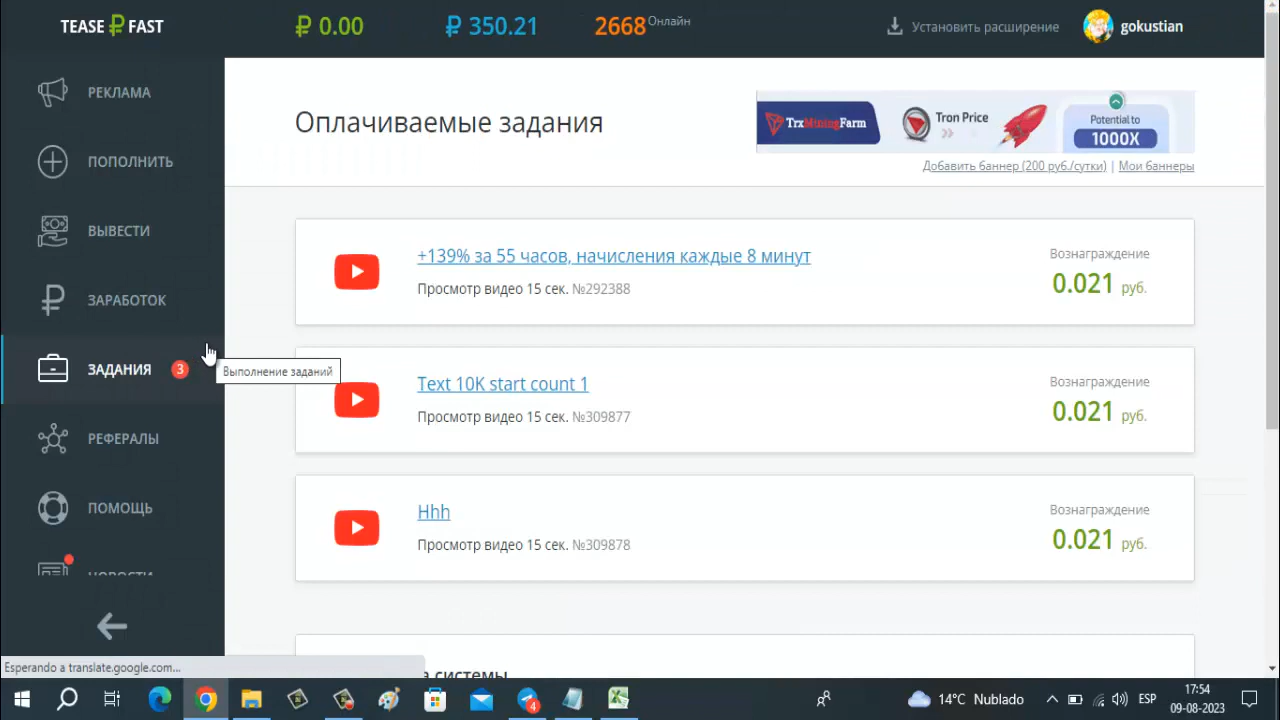 TEASE ₽ FAST
₽ 0.00
₽ 350.21
2668 Онлайн
Установить расширение
gokustian
РЕКЛАМА
ПОПОЛНИТЬ
ВЫВЕСТИ
ЗАРАБОТОК
ЗАДАНИЯ 3
Выполнение заданий
РЕФЕРАЛЫ
ПОМОЩЬ
НОВОСТИ
Оплачиваемые задания
TrxMiningFarm
Tron Price
Potential to
1000X
Добавить баннер (200 руб./сутки) | Мои баннеры
+139% за 55 часов, начисления каждые 8 минут
Просмотр видео 15 сек. №292388
Вознаграждение
0.021 руб.
Text 10K start count 1
Просмотр видео 15 сек. №309877
Вознаграждение
0.021 руб.
Hhh
Просмотр видео 15 сек. №309878
Вознаграждение
0.021 руб.
системы
Esperando a translate.google.com...
4
14°C Nublado
ESP
17:54
09-08-2023